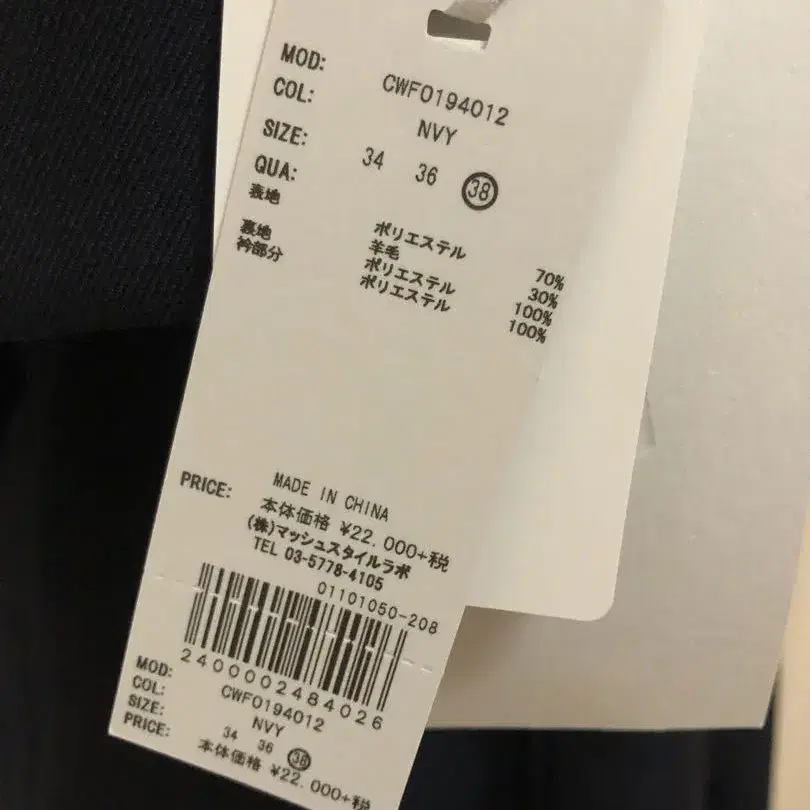 MOD: CWF0194012
COL: NVY
SIZE: 34 36 38
QUA:
表地 ポリエステル 70%
羊毛 30%
裏地 ポリエステル 100%
衿部分 ポリエステル 100%
MADE IN CHINA
PRICE: 本体価格 ¥22,000+税
(株)マッシュスタイルラボ
TEL 03-5778-4105
01101050-208
2400002484026
MOD: CWF0194012
COL: NVY
SIZE: 34 36 38
PRICE: 本体価格 ¥22,000+税